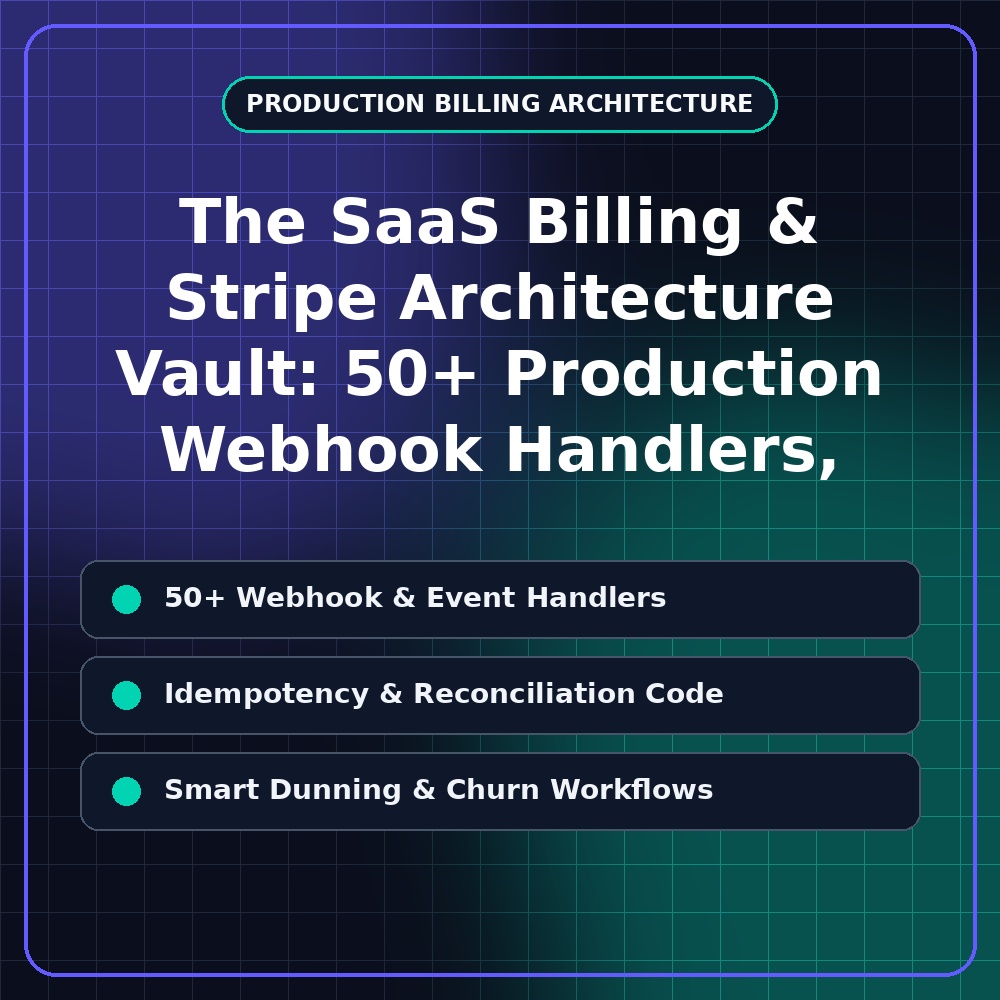 PRODUCTION BILLING ARCHITECTURE
The SaaS Billing &
Stripe Architecture
Vault: 50+ Production
Webhook Handlers,
50+ Webhook & Event Handlers
Idempotency & Reconciliation Code
Smart Dunning & Churn Workflows